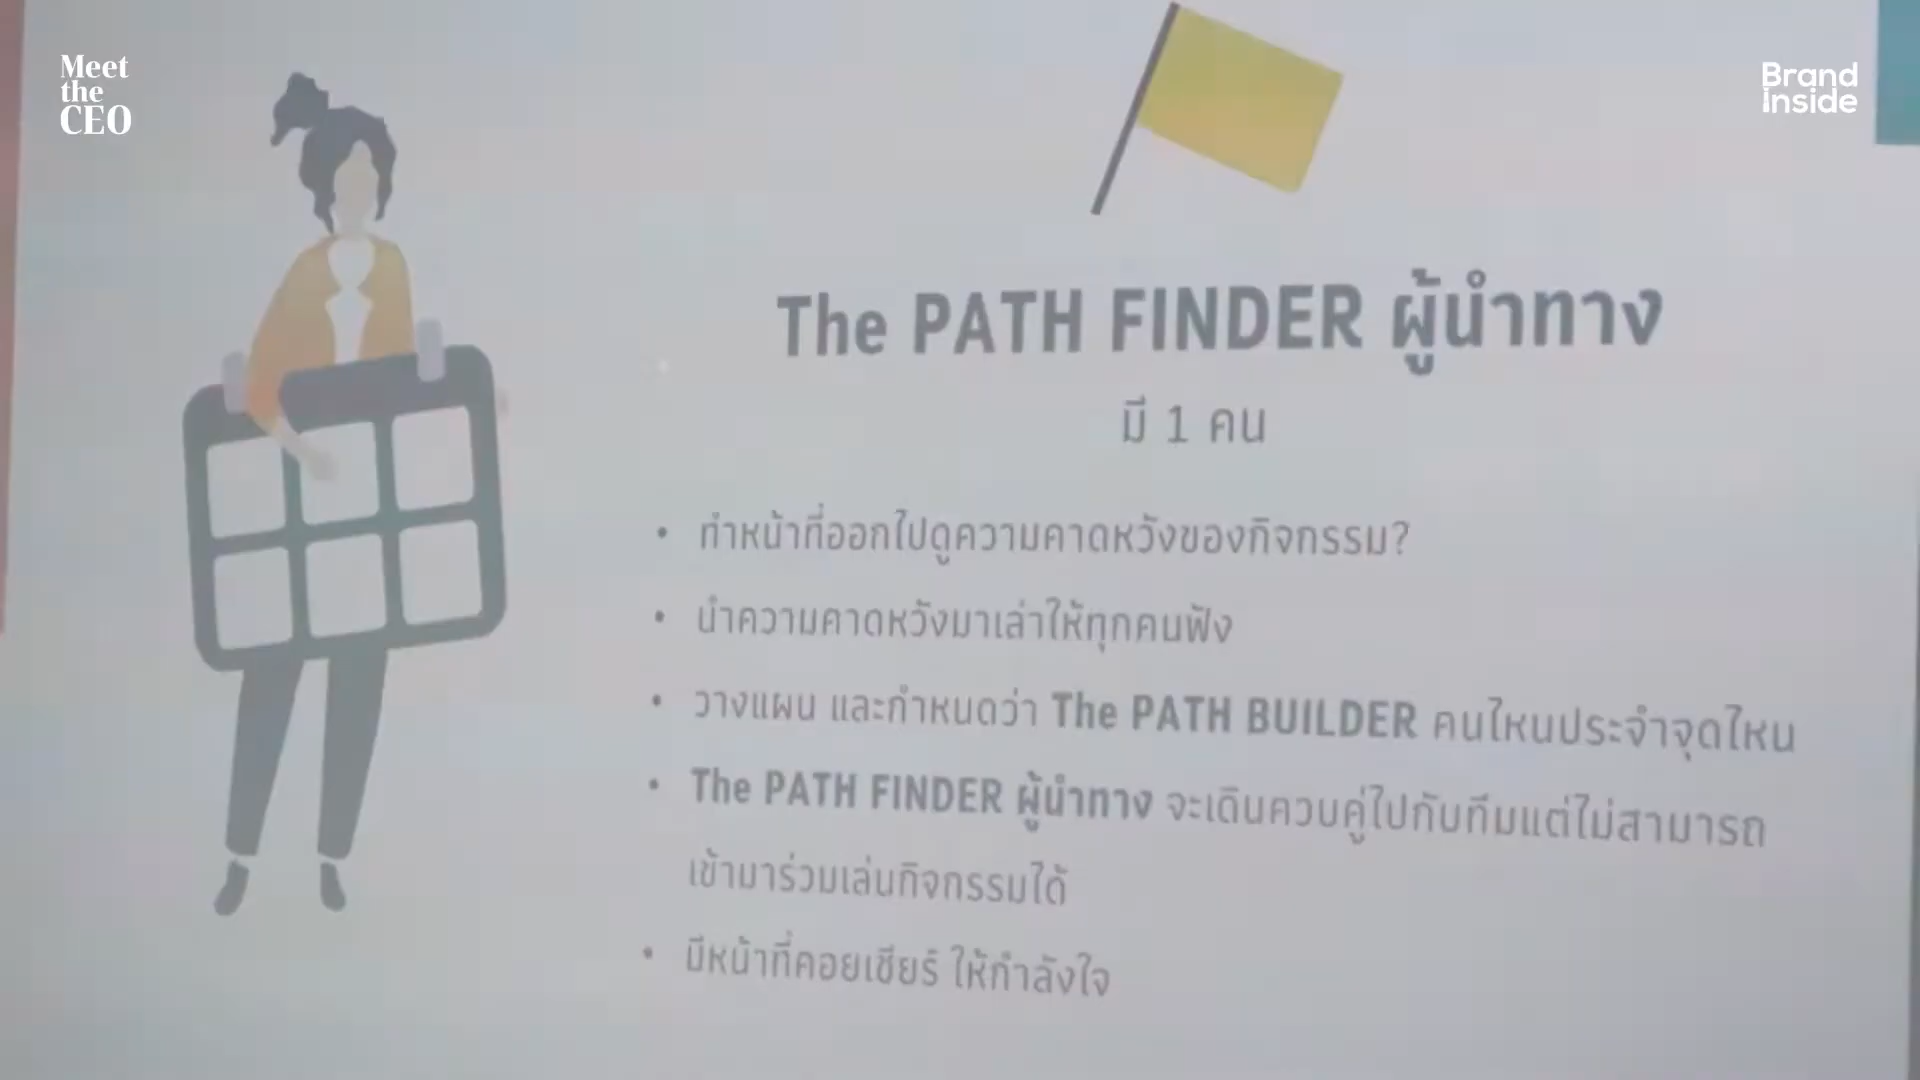 Meet
the
CEO
Brand
inside
The PATH FINDER ผู้นำทาง
มี 1 คน
• ทำหน้าที่ออกไปดูความคาดหวังของกิจกรรม?
• นำความคาดหวังมาเล่าให้ทุกคนฟัง
• วางแผน และกำหนดว่า The PATH BUILDER คนไหนประจำจุดไหน
• The PATH FINDER ผู้นำทาง จะเดินควบคู่ไปกับทีมแต่ไม่สามารถ
เข้ามาร่วมเล่นกิจกรรมได้
• มีหน้าที่คอยเชียร์ ให้กำลังใจ